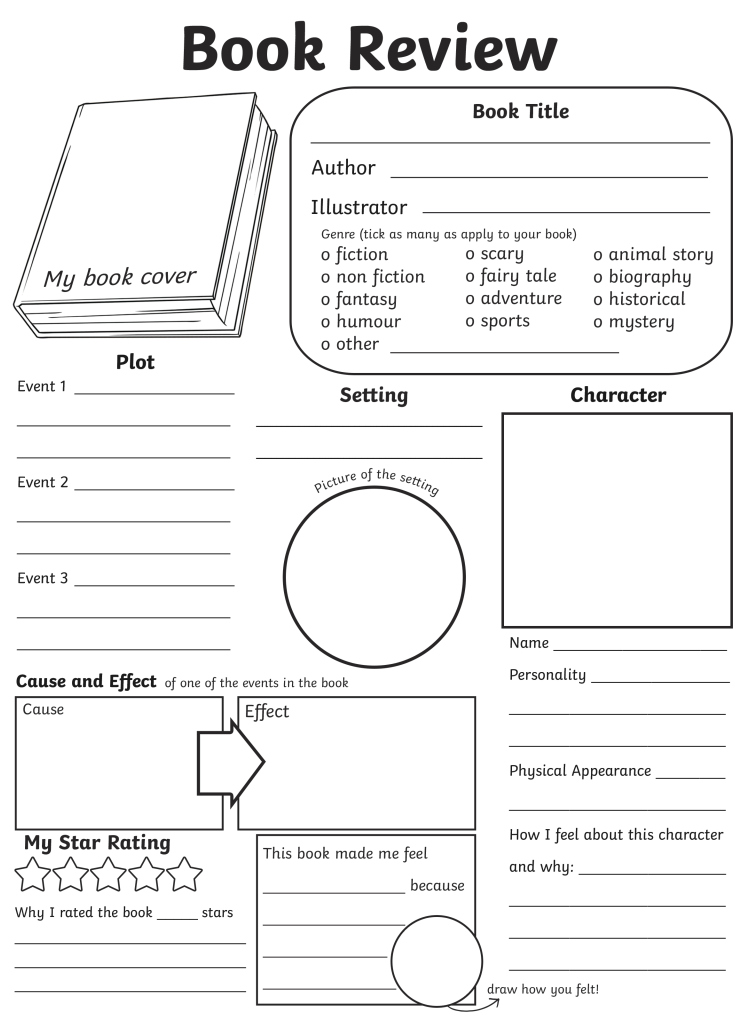 Book Review
My book cover
Book Title
Author
Illustrator
Genre (tick as many as apply to your book)
o fiction
o non fiction
o fantasy
o humour
o other
o scary
o fairy tale
o adventure
o sports
o animal story
o biography
o historical
o mystery
Plot
Event 1
Event 2
Event 3
Setting
Picture of the setting
Character
Name
Personality
Physical Appearance
How I feel about this character
and why:
Cause and Effect of one of the events in the book
Cause
Effect
My Star Rating
Why I rated the book _____ stars
This book made me feel
_____ because
draw how you felt!